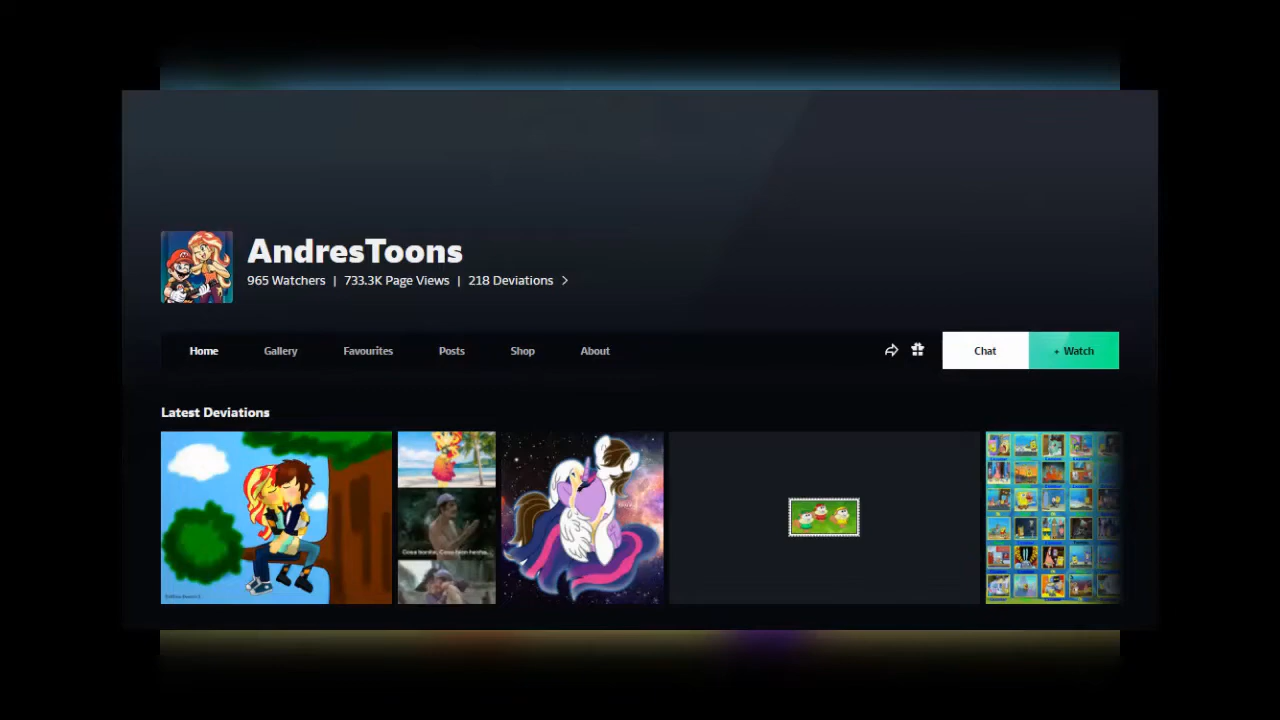 AndresToons
965 Watchers | 733.3K Page Views | 218 Deviations >
Home Gallery Favourites Posts Shop About Chat + Watch
Latest Deviations